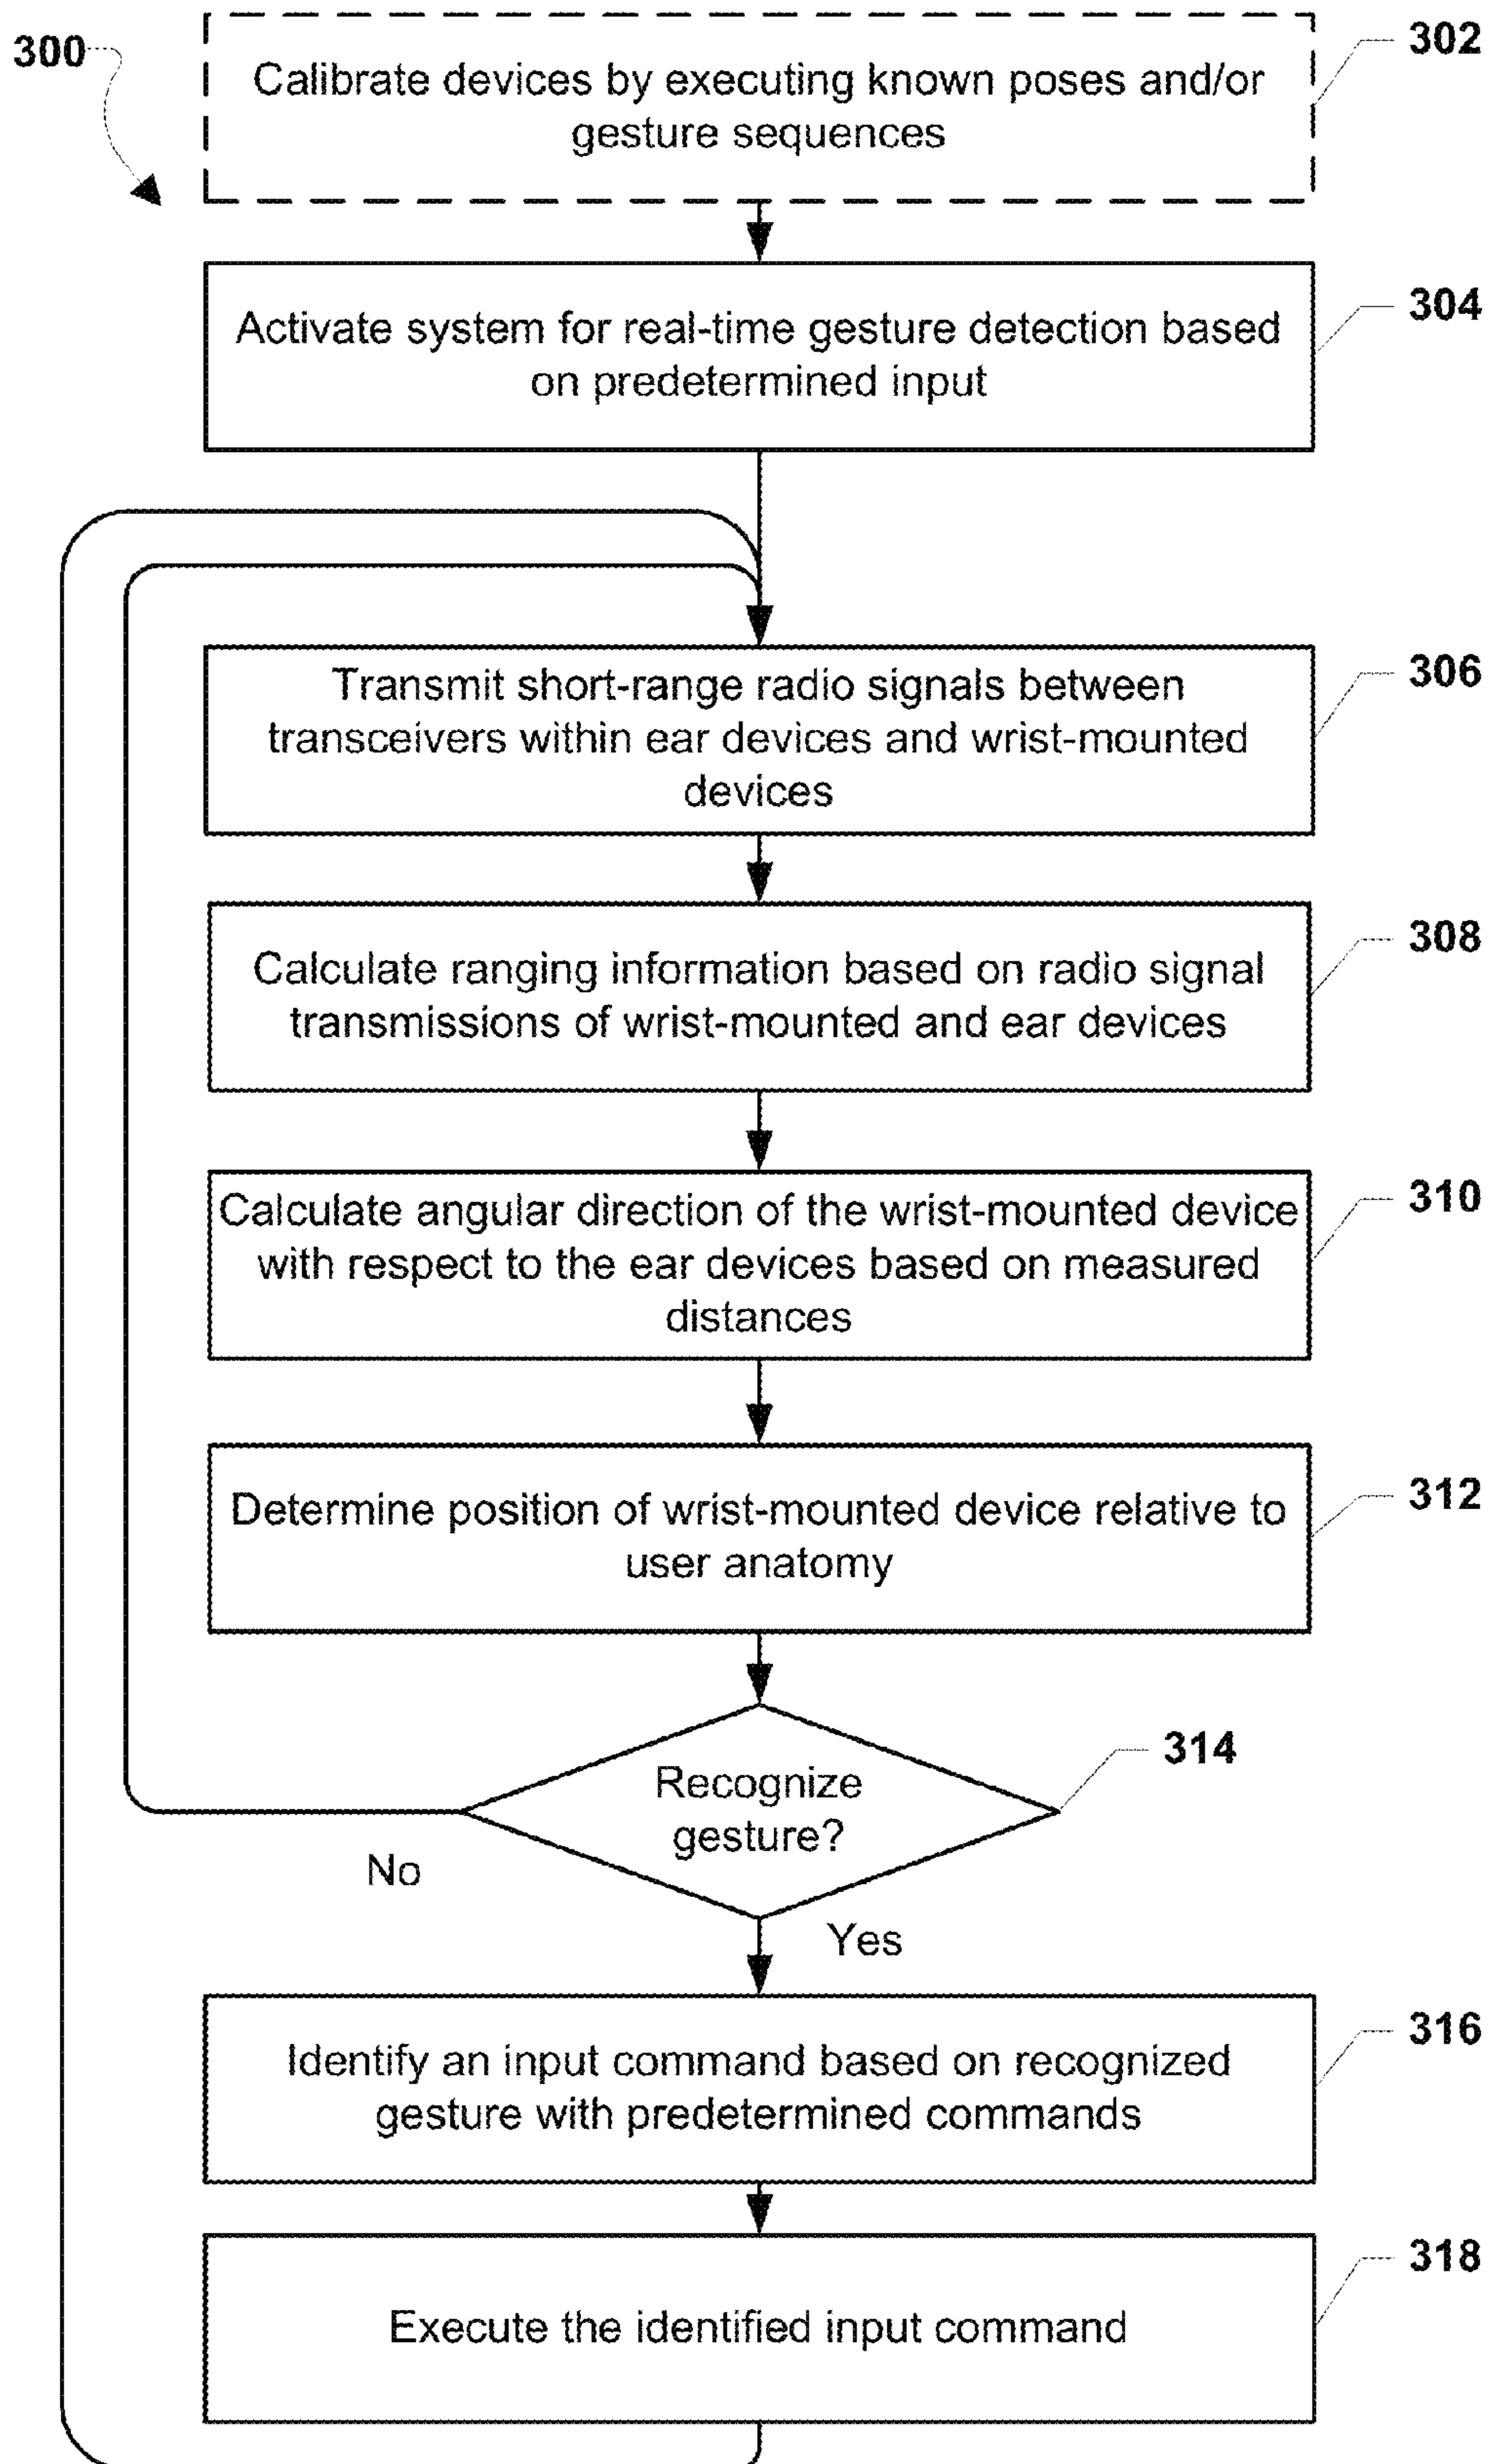 300
302
Calibrate devices by executing known poses and/or
gesture sequences
304
Activate system for real-time gesture detection based
on predetermined input
306
Transmit short-range radio signals between
transceivers within ear devices and wrist-mounted
devices
308
Calculate ranging information based on radio signal
transmissions of wrist-mounted and ear devices
310
Calculate angular direction of the wrist-mounted device
with respect to the ear devices based on measured
distances
312
Determine position of wrist-mounted device relative to
user anatomy
314
Recognize
gesture?
No
Yes
316
Identify an input command based on recognized
gesture with predetermined commands
318
Execute the identified input command